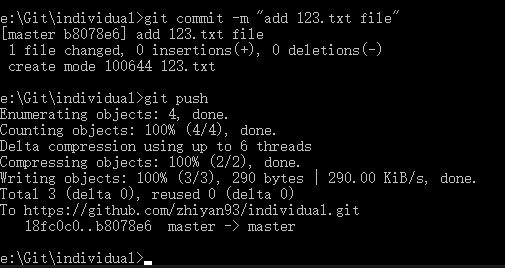 e:\Git\individual>git commit -m "add 123.txt file"
[master b8078e6] add 123.txt file
 1 file changed, 0 insertions(+), 0 deletions(-)
 create mode 100644 123.txt
e:\Git\individual>git push
Enumerating objects: 4, done.
Counting objects: 100% (4/4), done.
Delta compression using up to 6 threads
Compressing objects: 100% (2/2), done.
Writing objects: 100% (3/3), 290 bytes | 290.00 KiB/s, done.
Total 3 (delta 0), reused 0 (delta 0)
To https://github.com/zhiyan93/individual.git
   18fc0c0..b8078e6  master -> master
e:\Git\individual>